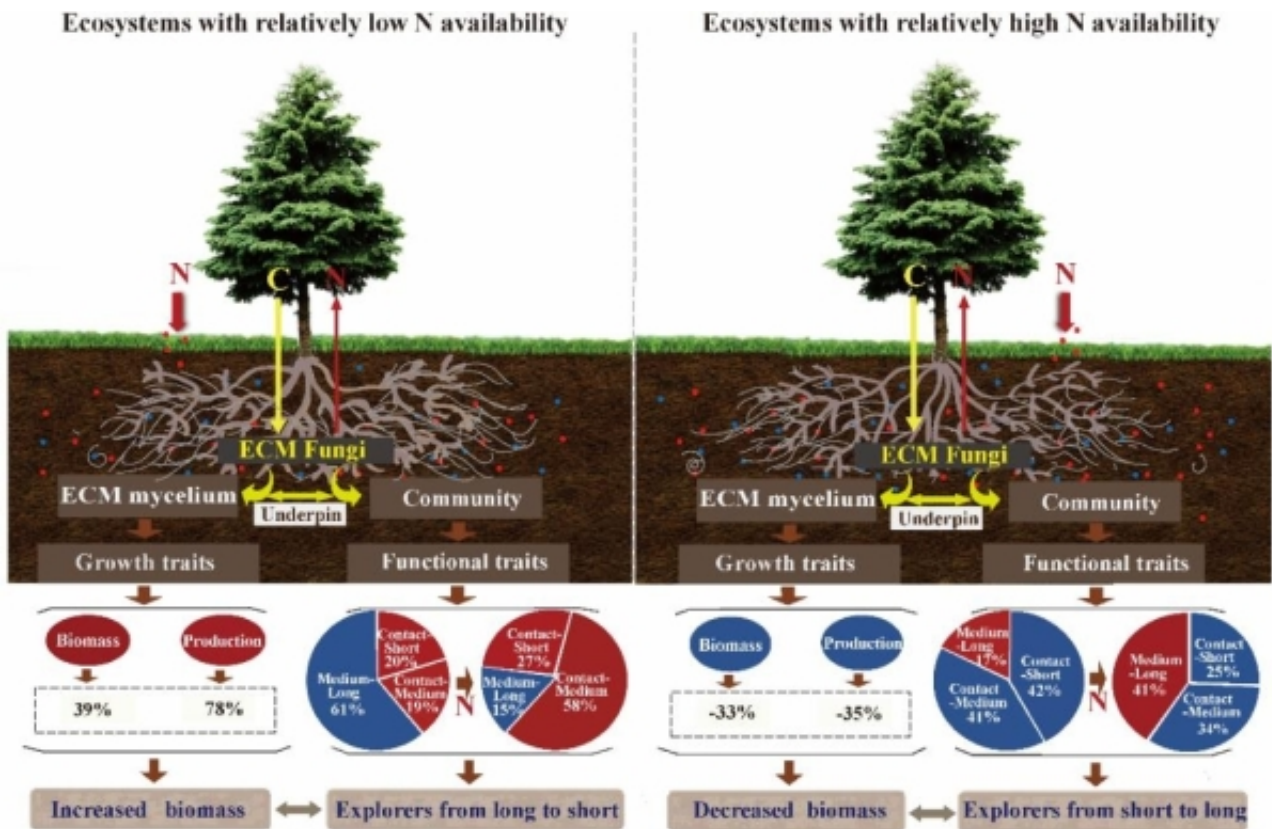 Ecosystems with relatively low N availability
N
C
N
ECM Fungi
ECM mycelium
Underpin
Community
Growth traits
Functional traits
Biomass
Production
39%
78%
Medium-
Long
61%
Contact-
Short
20%
Contact-
Medium
19%
N
Contact-
Short
27%
Medium-
Long
15%
Contact-
Medium
58%
Increased biomass
Explorers from long to short
Ecosystems with relatively high N availability
C
N
N
ECM Fungi
ECM mycelium
Underpin
Community
Growth traits
Functional traits
Biomass
Production
-33%
-35%
Medium
-Long
17%
Contact
-Short
42%
Contact
-Medium
41%
N
Medium
-Long
41%
Contact
-Short
25%
Contact
-Medium
34%
Decreased biomass
Explorers from short to long